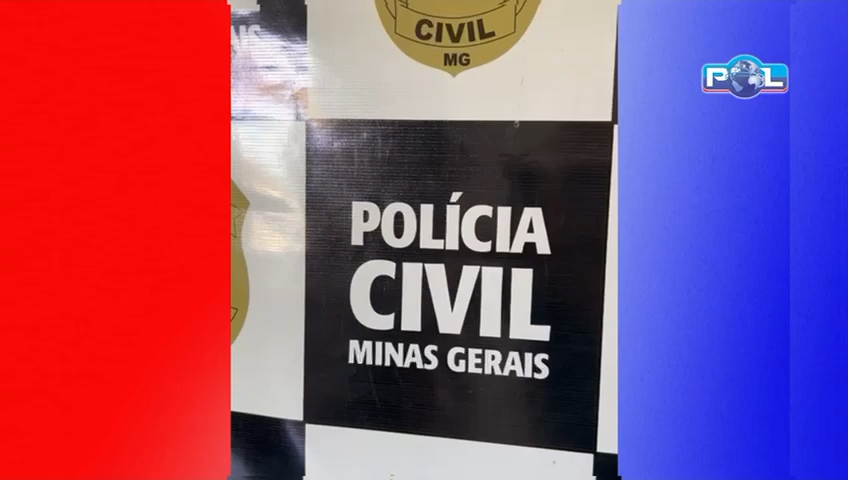 CIVIL
MG
POL
POLÍCIA
CIVIL
MINAS GERAIS